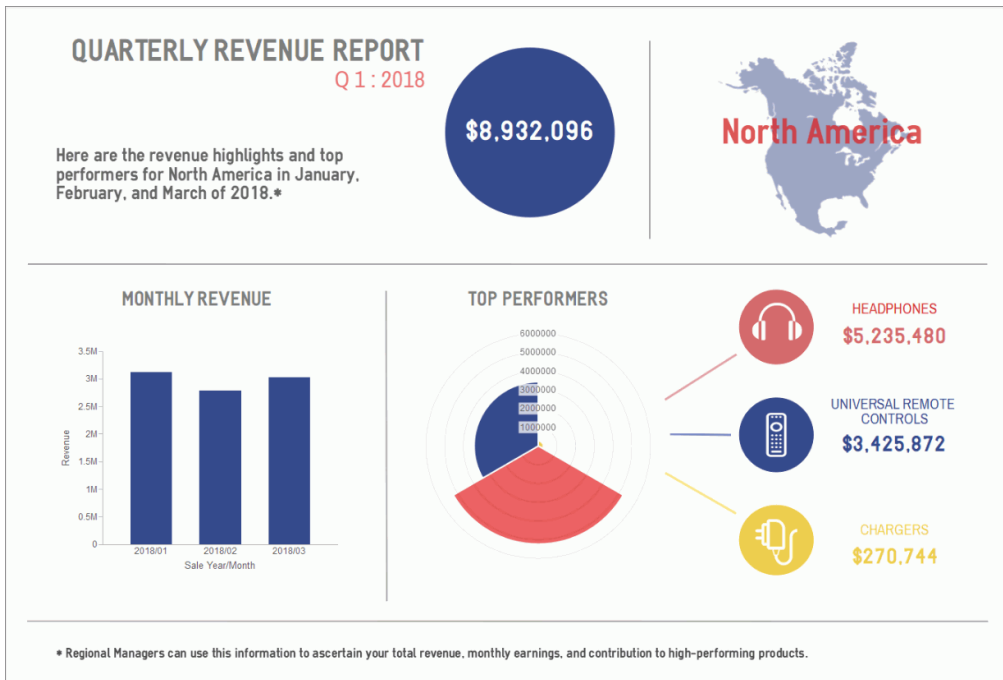 QUARTERLY REVENUE REPORT
Q 1 : 2018
$8,932,096
Here are the revenue highlights and top
performers for North America in January,
February, and March of 2018.*
North America
MONTHLY REVENUE
3.5M
3M
2.5M
2M
1.5M
1M
0.5M
0
Revenue
2018/01
2018/02
2018/03
Sale Year/Month
TOP PERFORMERS
6000000
5000000
4000000
3000000
2000000
1000000
HEADPHONES
$5,235,480
UNIVERSAL REMOTE
CONTROLS
$3,425,872
CHARGERS
$270,744
* Regional Managers can use this information to ascertain your total revenue, monthly earnings, and contribution to high-performing products.